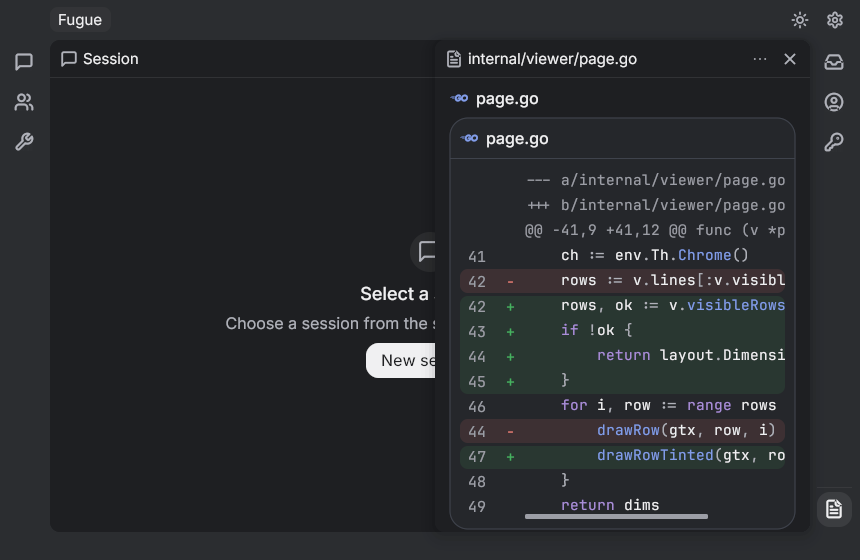 Fugue
Session
internal/viewer/page.go
page.go
page.go
--- a/internal/viewer/page.go
+++ b/internal/viewer/page.go
@@ -41,9 +41,12 @@ func (v *p
41 ch := env.Th.Chrome()
42 - rows := v.lines[:v.visibl
42 + rows, ok := v.visibleRows
43 + if !ok {
44 + return layout.Dimensi
45 + }
46 for i, row := range rows
44 - drawRow(gtx, row, i)
47 + drawRowTinted(gtx, ro
48 }
49 return dims
Select a
Choose a session from the s
New se